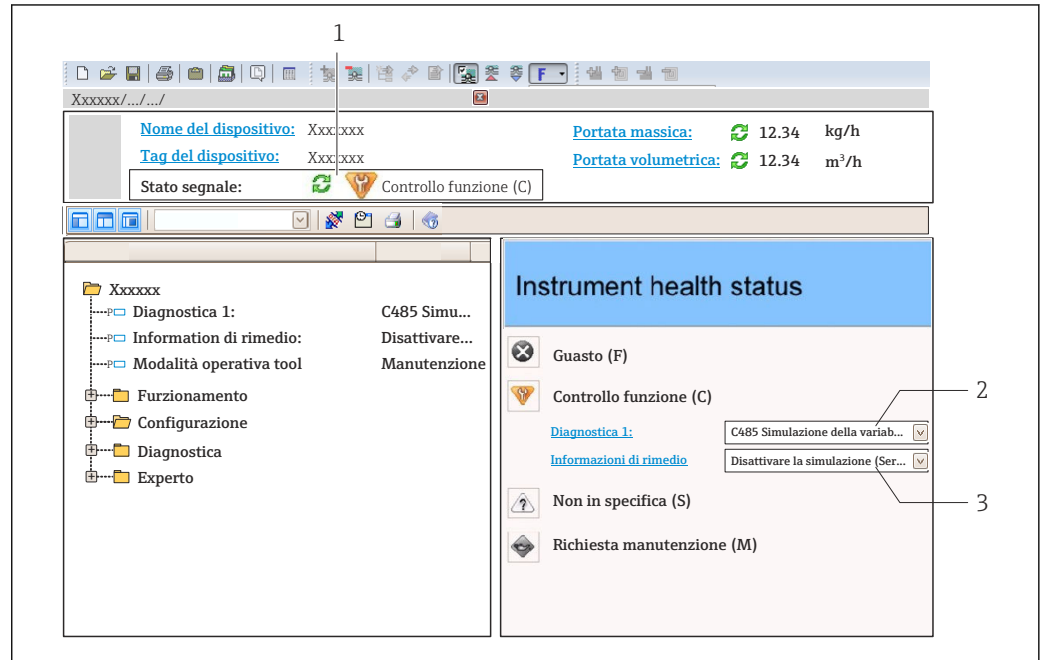 1
F
Xxxxxx/.../.../
Nome del dispositivo: Xxxxxxx Portata massica: 12.34 kg/h
Tag del dispositivo: Xxxxxxx Portata volumetrica: 12.34 m³/h
Stato segnale: Controllo funzione (C)
Xxxxxx
Diagnostica 1: C485 Simu...
Information di rimedio: Disattivare...
Modalità operativa tool Manutenzione
Furzionamento
Configurazione
Diagnostica
Experto
Instrument health status
Guasto (F)
Controllo funzione (C)
Diagnostica 1: C485 Simulazione della variab...
2
Informazioni di rimedio Disattivare la simulazione (Ser...
3
Non in specifica (S)
Richiesta manutenzione (M)